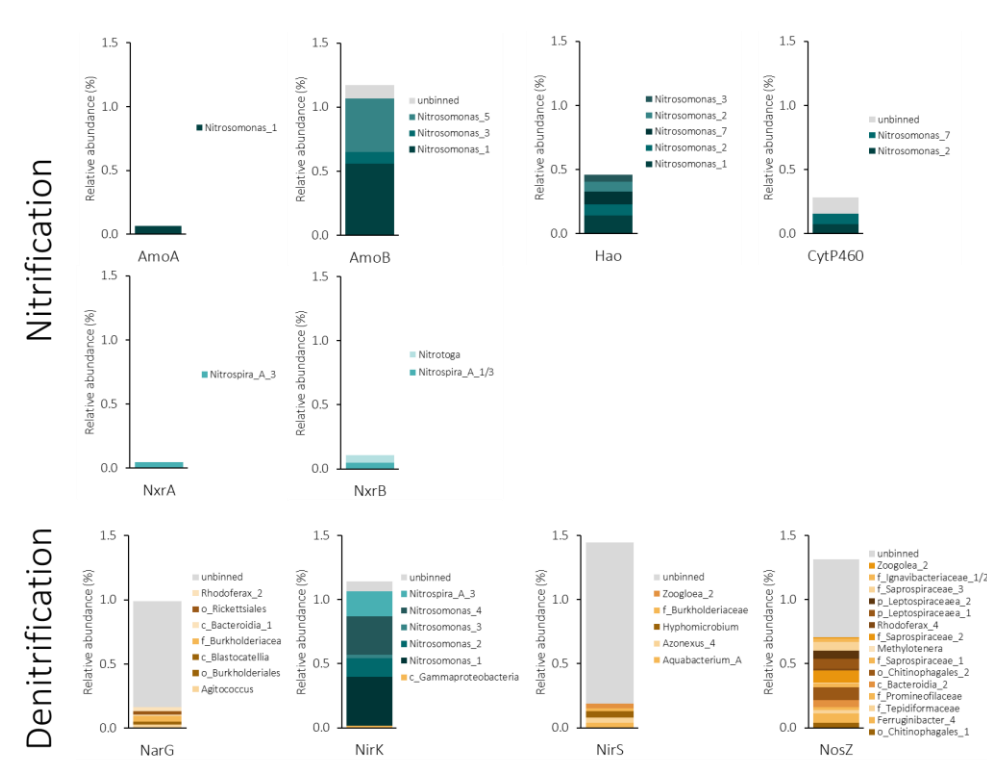 Nitrification
Relative abundance (%)
1.5
1.0
0.5
0.0
AmoA
Nitrosomonas_1
Relative abundance (%)
1.5
1.0
0.5
0.0
AmoB
unbinned
Nitrosomonas_5
Nitrosomonas_3
Nitrosomonas_1
Relative abundance (%)
1.5
1.0
0.5
0.0
Hao
Nitrosomonas_3
Nitrosomonas_2
Nitrosomonas_7
Nitrosomonas_2
Nitrosomonas_1
Relative abundance (%)
1.5
1.0
0.5
0.0
CytP460
unbinned
Nitrosomonas_7
Nitrosomonas_2
Relative abundance (%)
1.5
1.0
0.5
0.0
NxrA
Nitrospira_A_3
Relative abundance (%)
1.5
1.0
0.5
0.0
NxrB
Nitrotoga
Nitrospira_A_1/3
Denitrification
Relative abundance (%)
1.5
1.0
0.5
0.0
NarG
unbinned
Rhodoferax_2
o_Rickettsiales
c_Bacteroidia_1
f_Burkholderiacea
c_Blastocatellia
o_Burkholderiales
Agitococcus
Relative abundance (%)
1.5
1.0
0.5
0.0
NirK
unbinned
Nitrospira_A_3
Nitrosomonas_4
Nitrosomonas_3
Nitrosomonas_2
Nitrosomonas_1
c_Gammaproteobacteria
Relative abundance (%)
1.5
1.0
0.5
0.0
NirS
unbinned
Zoogloea_2
f_Burkholderiaceae
Hyphomicrobium
Azonexus_4
Aquabacterium_A
Relative abundance (%)
1.5
1.0
0.5
0.0
NosZ
unbinned
Zoogolea_2
f_Ignavibacteriaceae_1/2
f_Saprospiraceae_3
p_Leptospiraceaea_2
p_Leptospiraceaea_1
Rhodoferax_4
f_Saprospiraceae_2
Methylotenera
f_Saprospiraceae_1
o_Chitinophagales_2
c_Bacteroidia_2
f_Promineofilaceae
f_Tepidiformaceae
Ferruginibacter_4
o_Chitinophagales_1